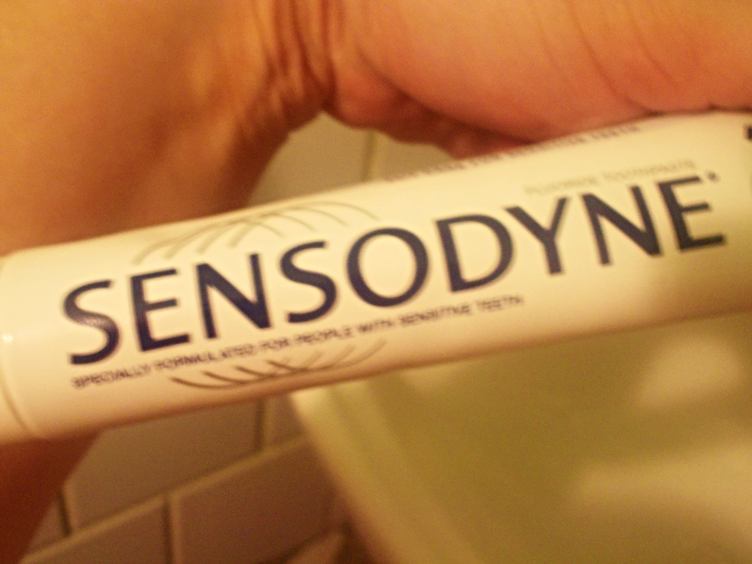 FLUORIDE TOOTHPASTE
SENSODYNE
SPECIALLY FORMULATED FOR PEOPLE WITH SENSITIVE TEETH